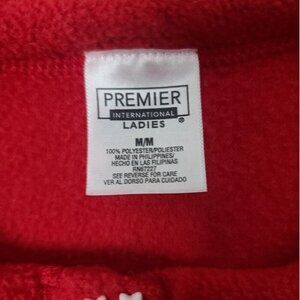 PREMIER
INTERNATIONAL
LADIES ®
M/M
100% POLYESTER/POLIESTER
MADE IN PHILIPPINES/
HECHO EN LAS FILIPINAS
RN67227
SEE REVERSE FOR CARE
VER AL DORSO PARA CUIDADO